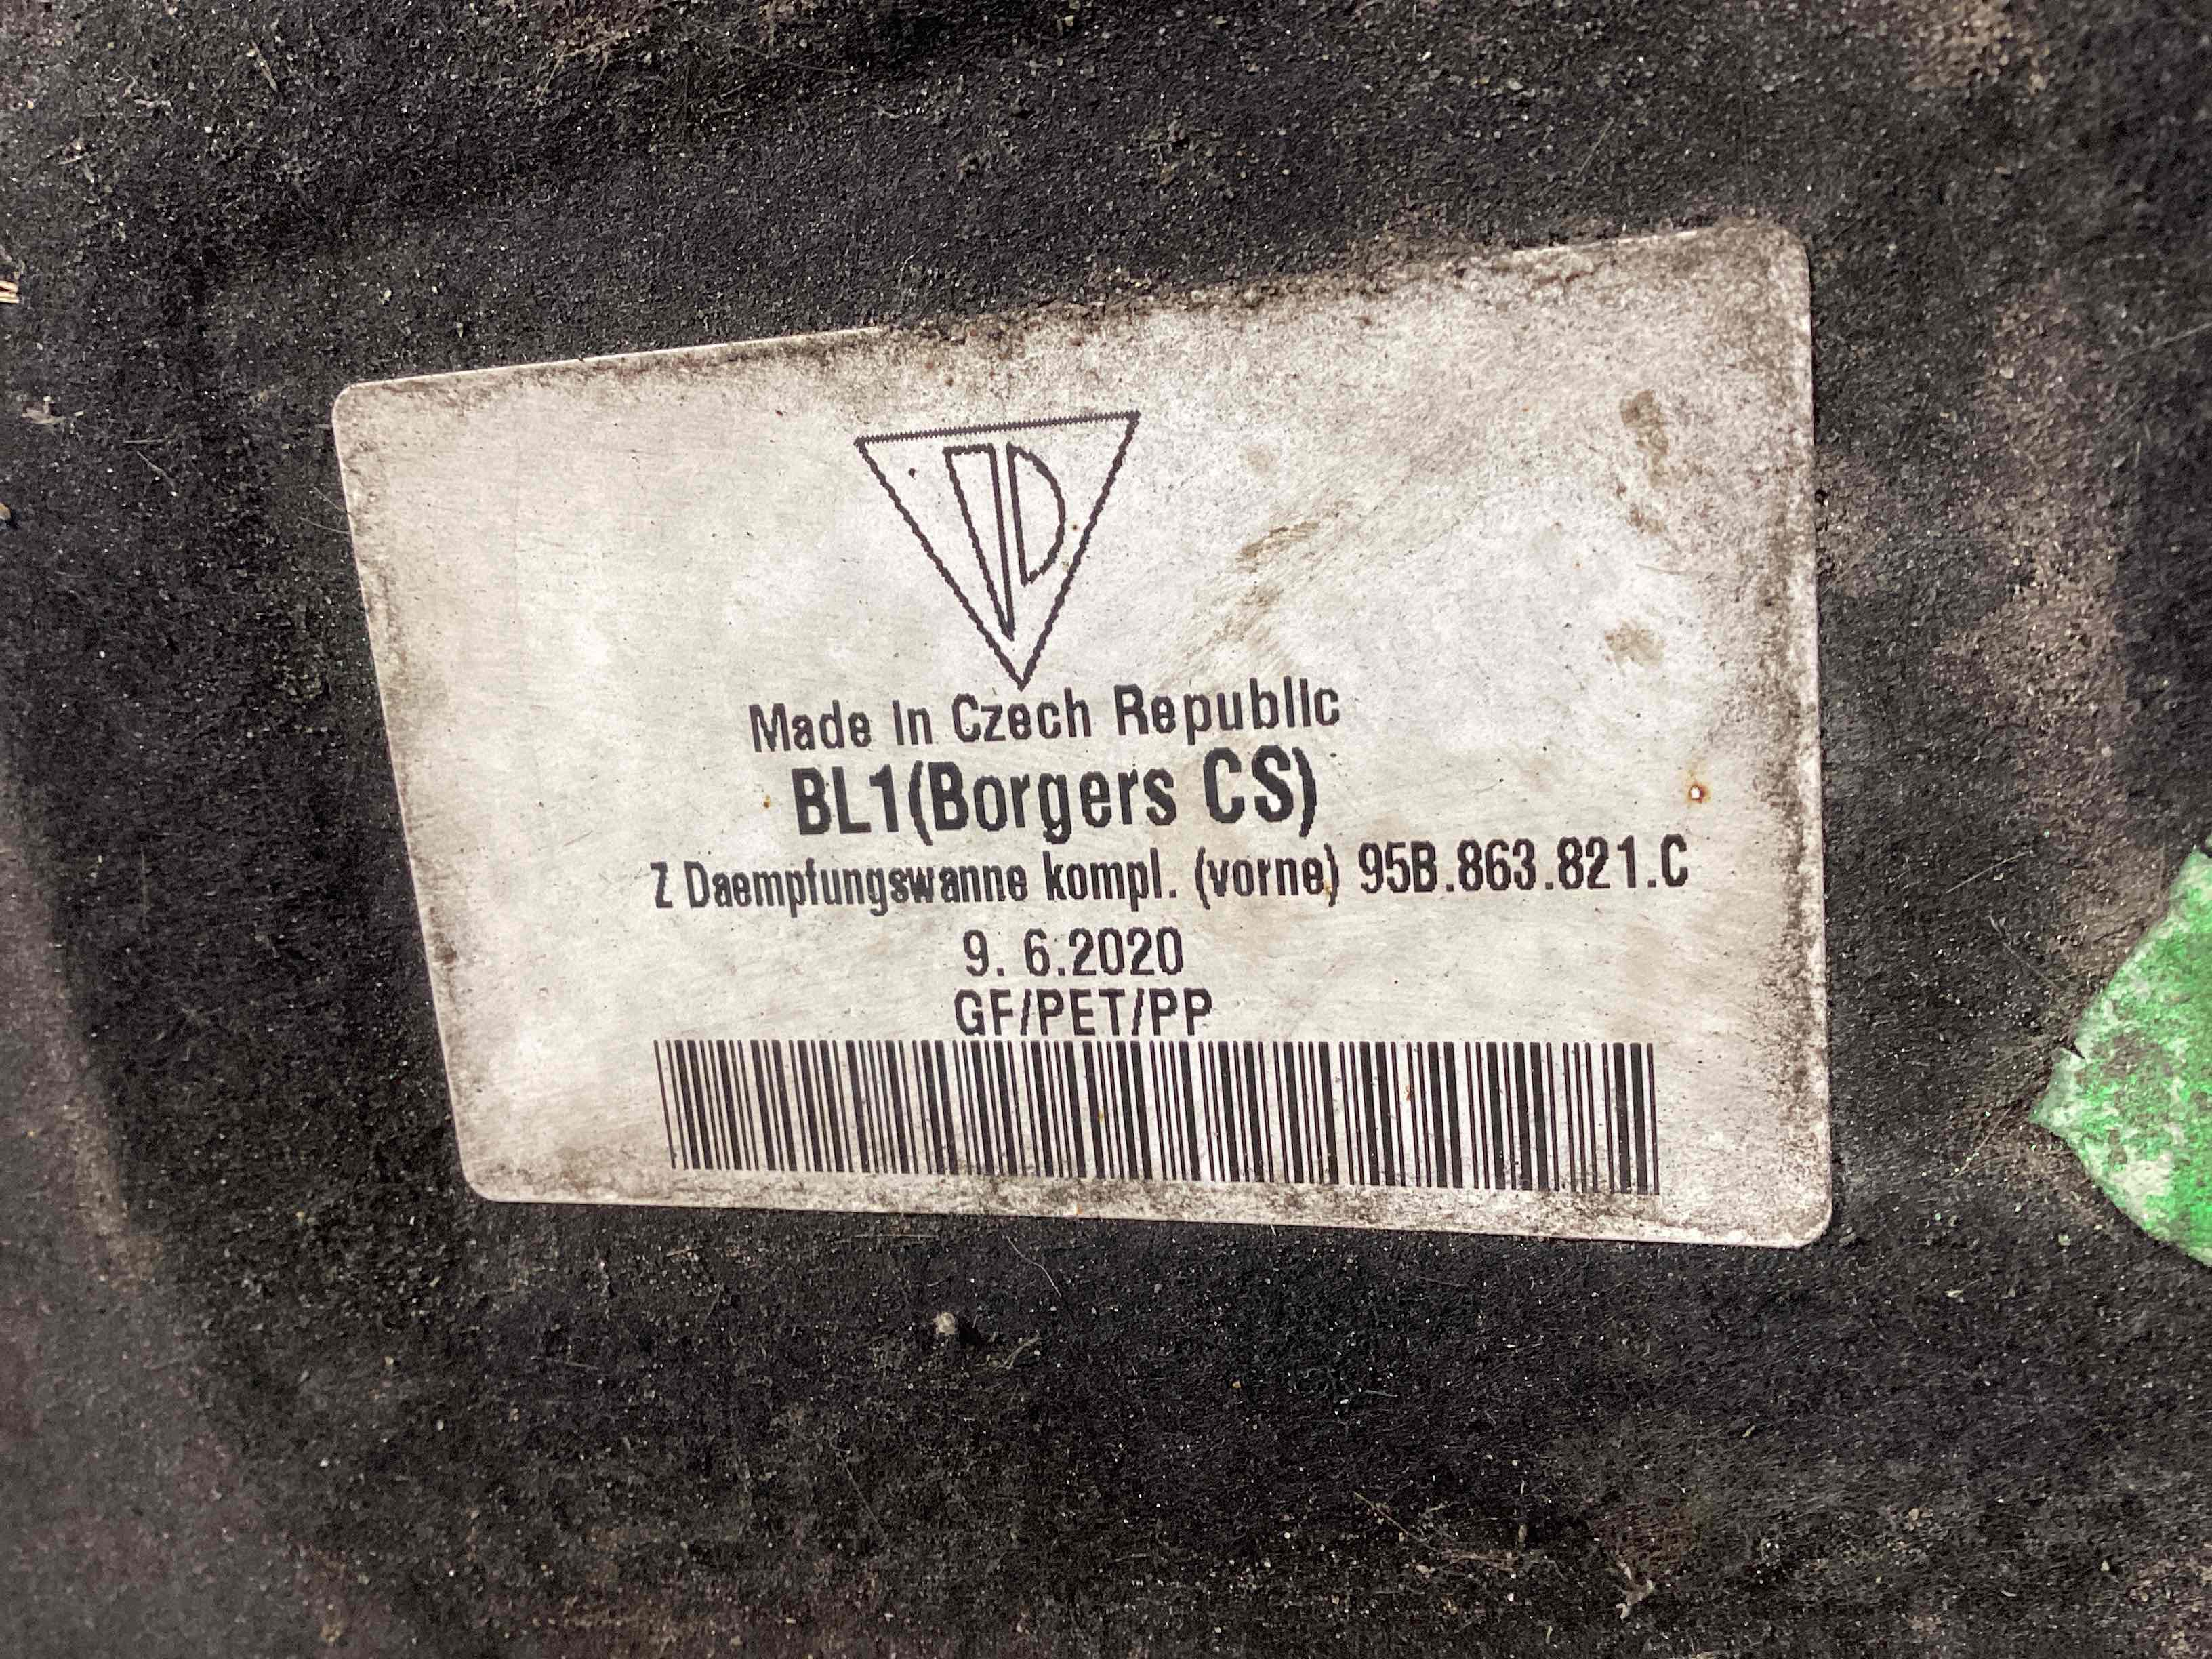 Made in Czech Republic
BL1(Borgers CS)
Z Daempfungswanne kompl. (vorne) 95B.863.821.C
9. 6.2020
GF/PET/PP